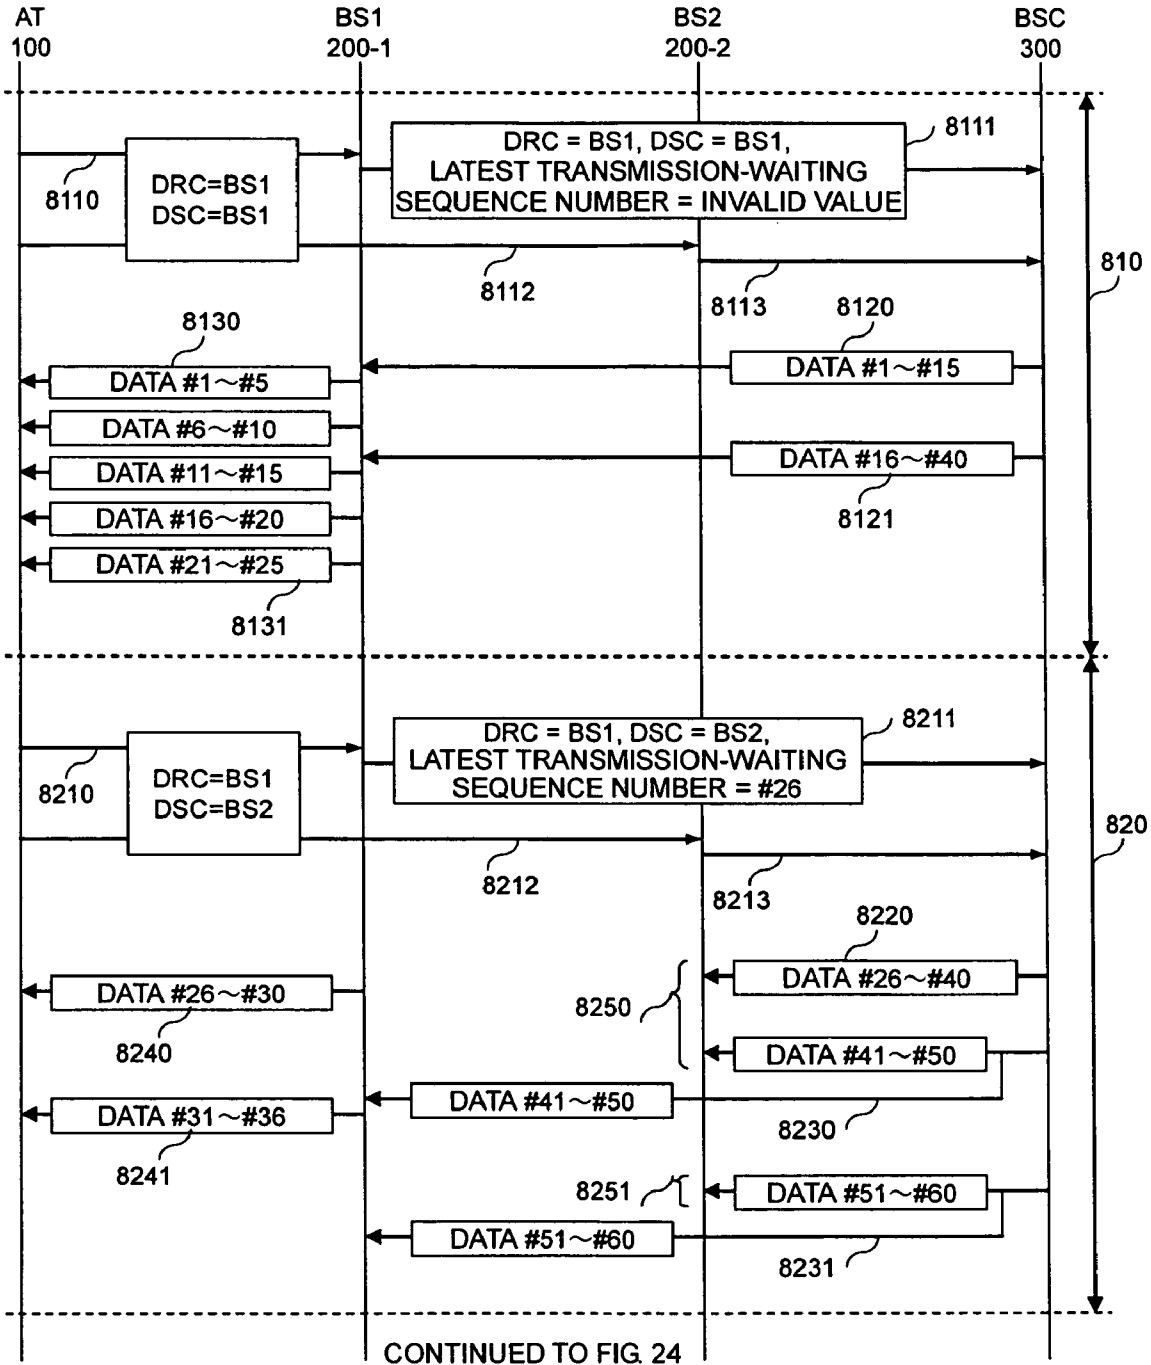 AT
100
BS1
200-1
BS2
200-2
BSC
300
8110
DRC=BS1
DSC=BS1
DRC = BS1, DSC = BS1,
LATEST TRANSMISSION-WAITING
SEQUENCE NUMBER = INVALID VALUE
8111
8112
8113
810
8130
8120
DATA #1～#5
DATA #1～#15
DATA #6～#10
DATA #11～#15
DATA #16～#40
8121
DATA #16～#20
DATA #21～#25
8131
8210
DRC=BS1
DSC=BS2
DRC = BS1, DSC = BS2,
LATEST TRANSMISSION-WAITING
SEQUENCE NUMBER = #26
8211
8212
8213
820
8220
DATA #26～#30
8240
8250
DATA #26～#40
DATA #41～#50
DATA #31～#36
8241
DATA #41～#50
8230
8251
DATA #51～#60
DATA #51～#60
8231
CONTINUED TO FIG. 24